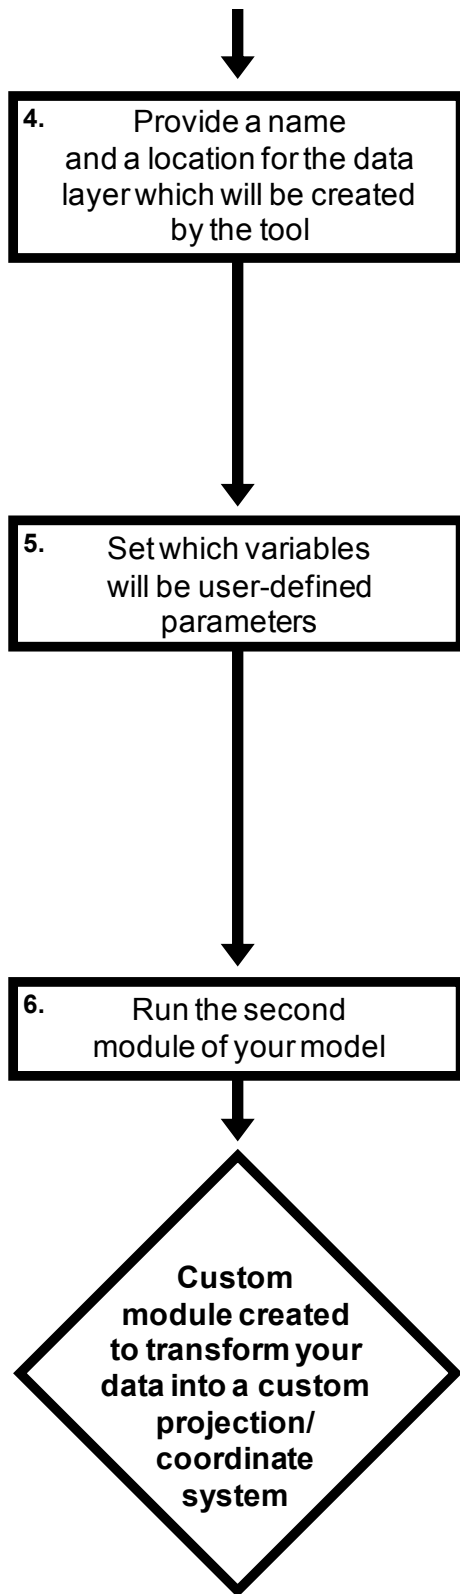 4. Provide a name
and a location for the data
layer which will be created
by the tool
5. Set which variables
will be user-defined
parameters
6. Run the second
module of your model
Custom
module created
to transform your
data into a custom
projection/
coordinate
system